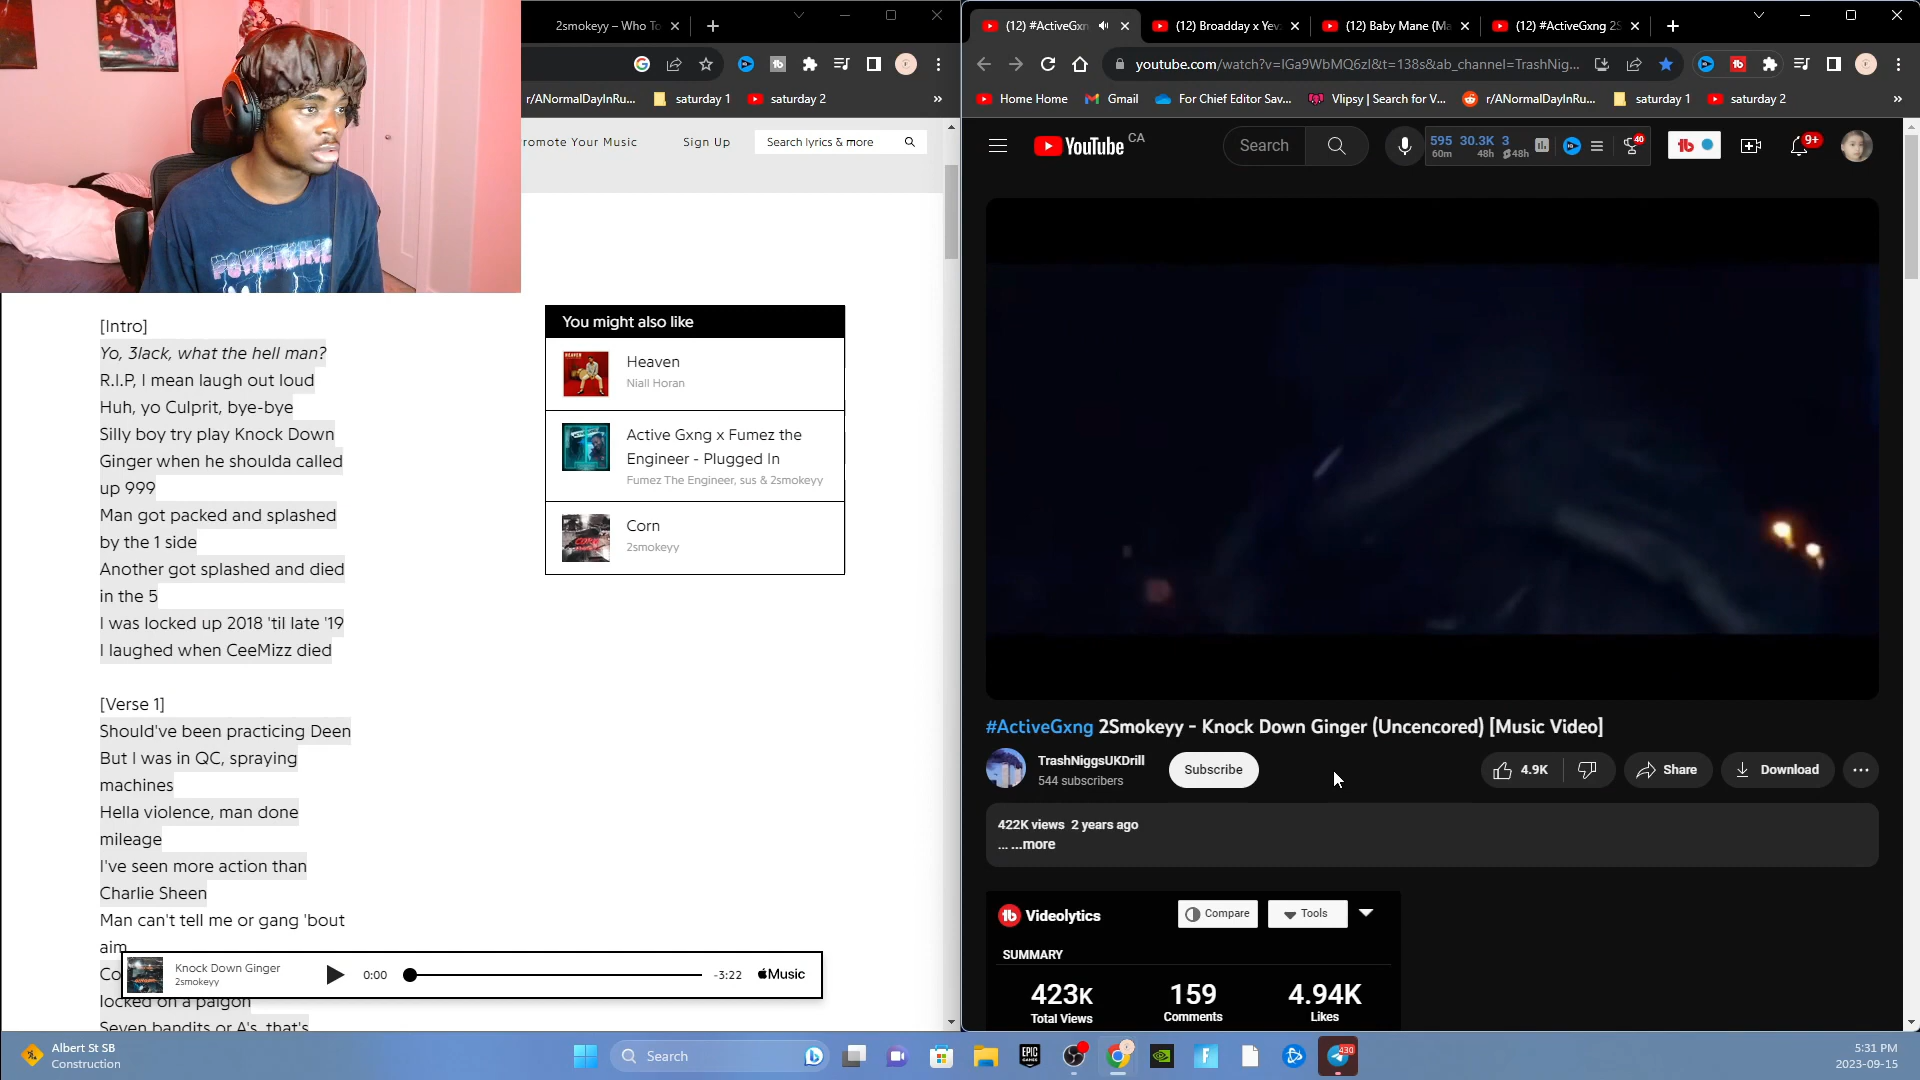 2smokeyy – Who To
romote Your Music
Sign Up
Search lyrics & more
r/ANormalDayInRu...
saturday 1
saturday 2
POWERLINE
[Intro]
Yo, 3lack, what the hell man?
R.I.P, I mean laugh out loud
Huh, yo Culprit, bye-bye
Silly boy try play Knock Down
Ginger when he shoulda called
up 999
Man got packed and splashed
by the 1 side
Another got splashed and died
in the 5
I was locked up 2018 'til late '19
I laughed when CeeMizz died
[Verse 1]
Should've been practicing Deen
But I was in QC, spraying
machines
Hella violence, man done
mileage
I've seen more action than
Charlie Sheen
Man can't tell me or gang 'bout
aim
Co
locked on a paigon
Seven bandits or A's, that's
You might also like
Heaven
Niall Horan
Active Gxng x Fumez the
Engineer - Plugged In
Fumez The Engineer, sus & 2smokeyy
Corn
2smokeyy
Knock Down Ginger
2smokeyy
0:00
-3:22
Music
(12) #ActiveGxn
(12) Broadday x Yev
(12) Baby Mane (Ma
(12) #ActiveGxng 2S
youtube.com/watch?v=IGa9WbMQ6zI&t=138s&ab_channel=TrashNig...
Home Home
Gmail
For Chief Editor Sav...
Vlipsy | Search for V...
r/ANormalDayInRu...
saturday 1
saturday 2
YouTube CA
Search
595 30.3K 3
60m 48h 48h
40
9+
#ActiveGxng 2Smokeyy - Knock Down Ginger (Uncencored) [Music Video]
TrashNiggsUKDrill
544 subscribers
Subscribe
4.9K
Share
Download
422K views 2 years ago
... ...more
Videolytics
Compare
Tools
SUMMARY
423K
Total Views
159
Comments
4.94K
Likes
Albert St SB
Construction
Search
EPIC GAMES
430
5:31 PM
2023-09-15